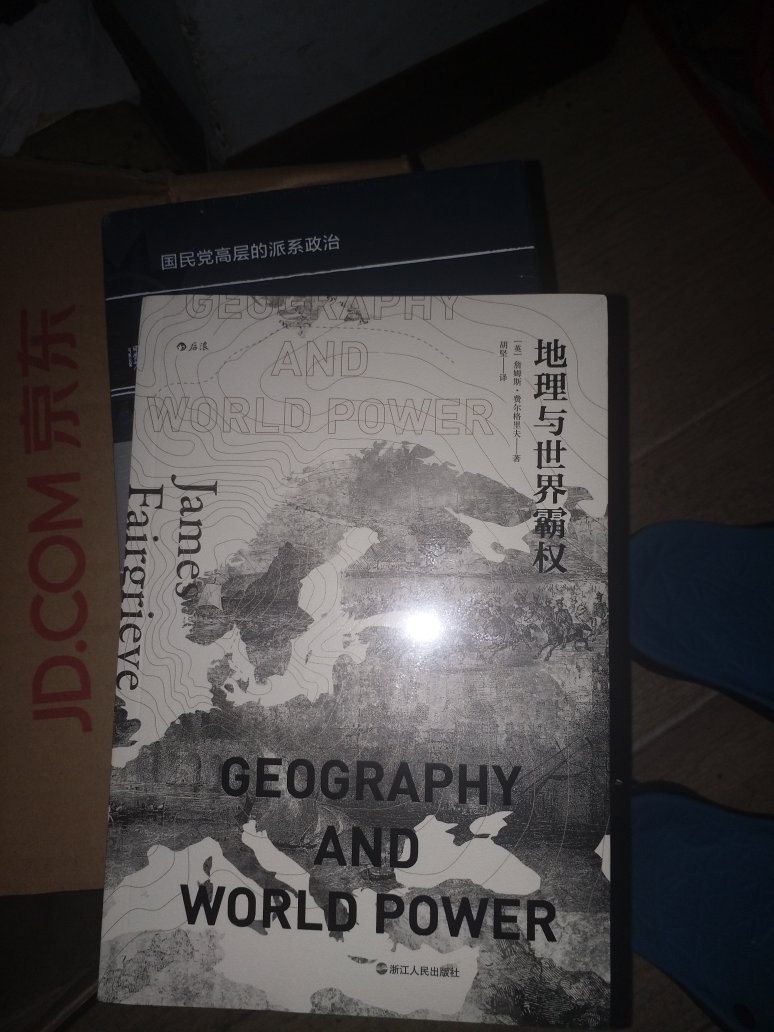 国民党高层的派系政治
GEOGRAPHY
AND
WORLD POWER
后浪
地理与世界霸权
[英] 詹姆斯·费尔格里夫——著
胡坚——译
James
Fairgrieve
GEOGRAPHY
AND
WORLD POWER
浙江人民出版社
JD.COM 京东